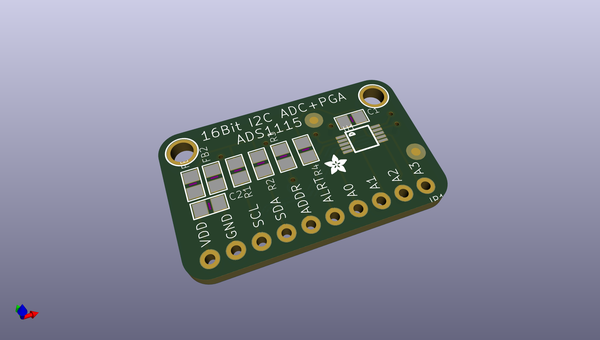 16Bit I2C ADC+PGA
ADS1115
C1
FB2
R3
R4
R2
R1
C2
VDD
GND
SCL
SDA
ADDR
ALRT
A0
A1
A2
A3